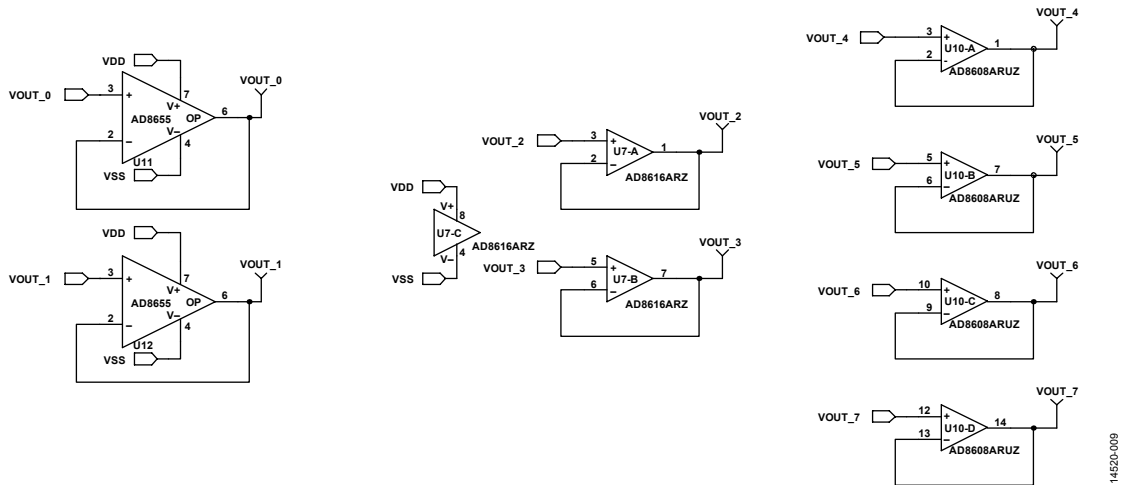 VDD
VOUT_0
VOUT_0
3
+
7
V+
AD8655
OP
6
2
−
V−
4
U11
VSS
VDD
VOUT_1
VOUT_1
3
+
7
V+
AD8655
OP
6
2
−
V−
4
U12
VSS
VDD
V+
8
U7-C
AD8616ARZ
4
V−
VSS
VOUT_2
VOUT_2
3
+
U7-A
1
2
−
AD8616ARZ
VOUT_3
VOUT_3
5
+
U7-B
7
6
−
AD8616ARZ
VOUT_4
VOUT_4
3
+
U10-A
1
2
-
AD8608ARUZ
VOUT_5
VOUT_5
5
+
U10-B
7
6
−
AD8608ARUZ
VOUT_6
VOUT_6
10
+
U10-C
8
9
−
AD8608ARUZ
VOUT_7
VOUT_7
12
+
U10-D
14
13
−
AD8608ARUZ
14520-009